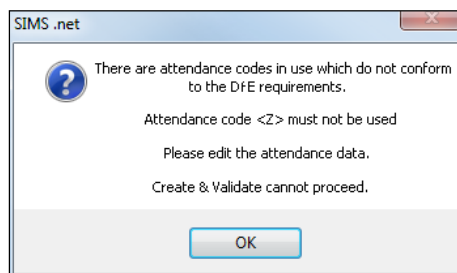 SIMS .net
There are attendance codes in use which do not conform
to the DfE requirements.
Attendance code <Z> must not be used
Please edit the attendance data.
Create & Validate cannot proceed.
OK